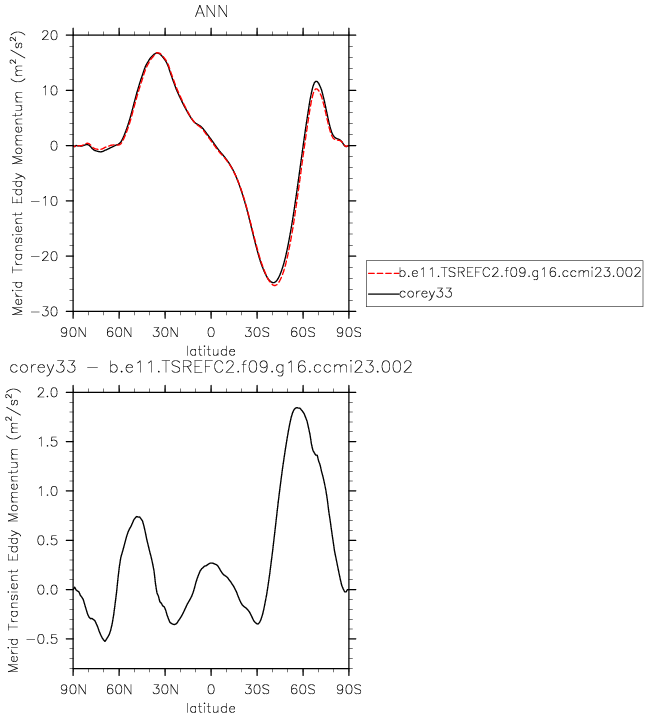 ANN
Merid Transient Eddy Momentum (m²/s²)
20
10
0
−10
−20
−30
90N 60N 30N 0 30S 60S 90S
latitude
b.e11.TSREFC2.f09.g16.ccmi23.002
corey33
corey33 − b.e11.TSREFC2.f09.g16.ccmi23.002
Merid Transient Eddy Momentum (m²/s²)
2.0
1.5
1.0
0.5
0.0
−0.5
90N 60N 30N 0 30S 60S 90S
latitude